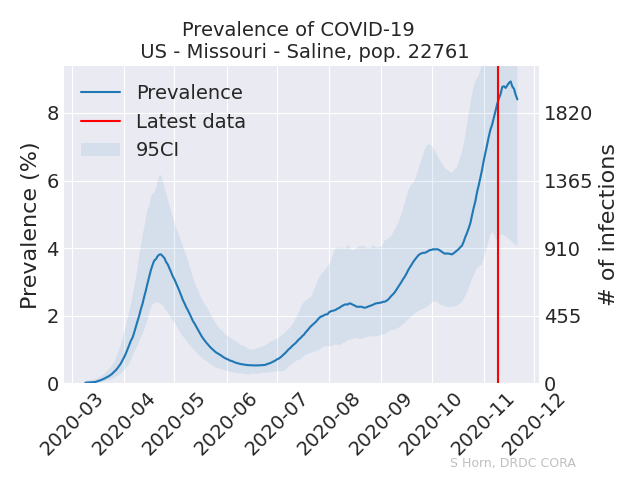 Prevalence of COVID-19
US - Missouri - Saline, pop. 22761
Prevalence
Latest data
95CI
Prevalence (%)
8
6
4
2
0
1820
1365
910
455
0
# of infections
2020-03
2020-04
2020-05
2020-06
2020-07
2020-08
2020-09
2020-10
2020-11
2020-12
S Horn, DRDC CORA